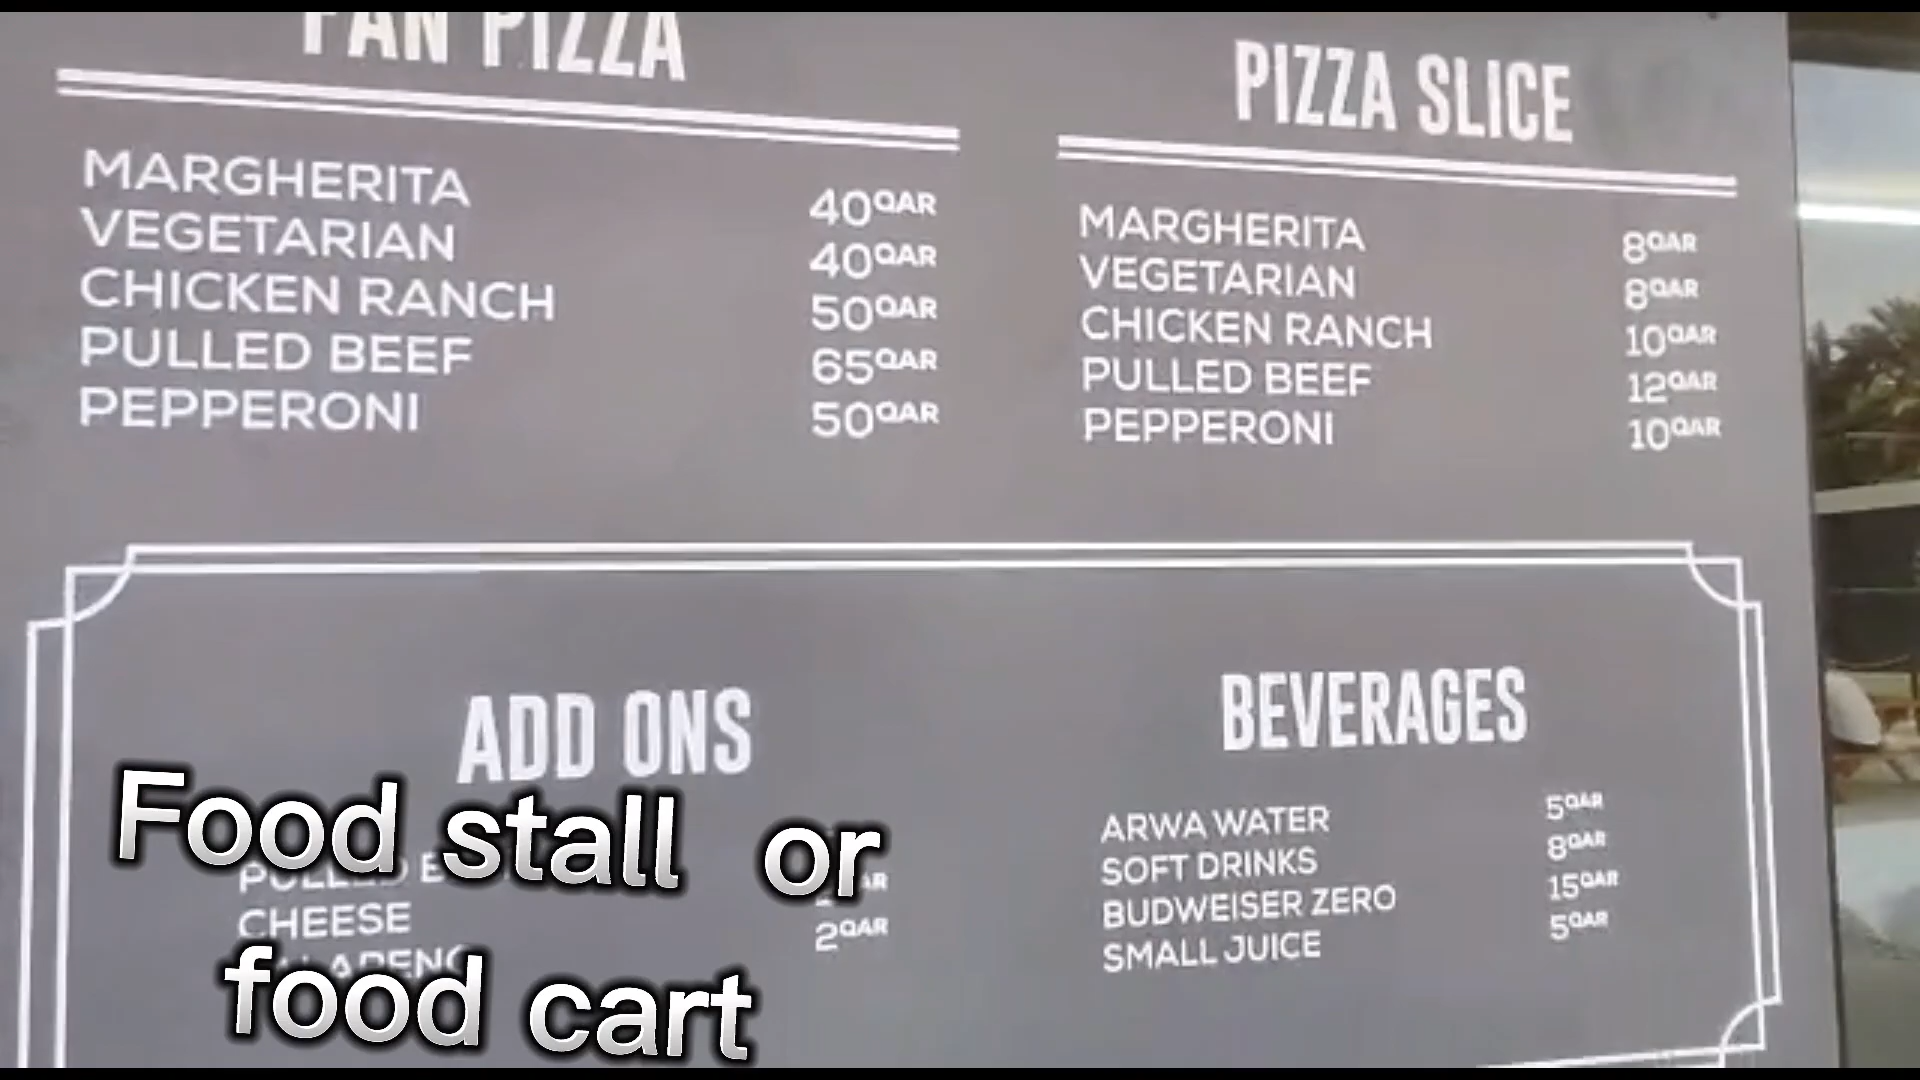 PAN PIZZA
MARGHERITA 40QAR
VEGETARIAN 40QAR
CHICKEN RANCH 50QAR
PULLED BEEF 65QAR
PEPPERONI 50QAR
PIZZA SLICE
MARGHERITA 8QAR
VEGETARIAN 8QAR
CHICKEN RANCH 10QAR
PULLED BEEF 12QAR
PEPPERONI 10QAR
ADD ONS
PULLED
CHEESE 2QAR
BEVERAGES
ARWA WATER 5QAR
SOFT DRINKS 8QAR
BUDWEISER ZERO 15QAR
SMALL JUICE 5QAR
Food stall or
food cart